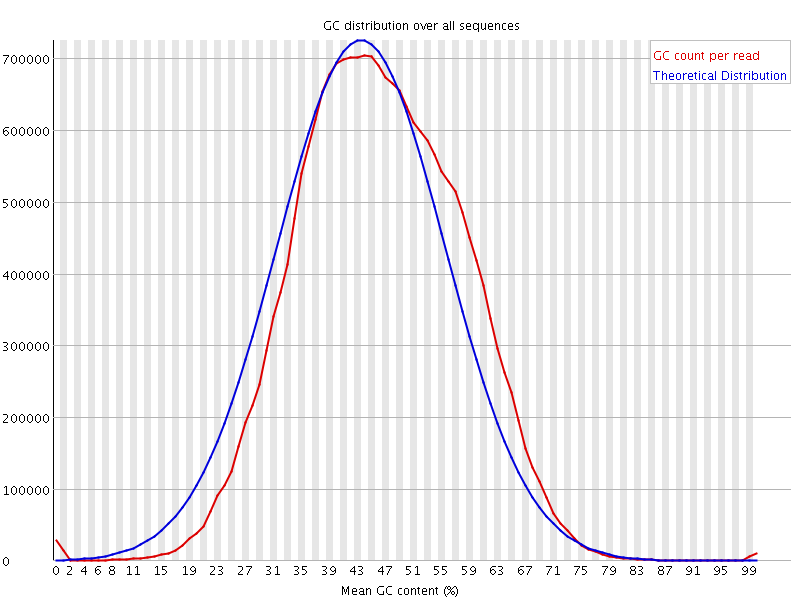 GC distribution over all sequences
GC count per read
Theoretical Distribution
700000
600000
500000
400000
300000
200000
100000
0
0 2 4 6 8 11 15 19 23 27 31 35 39 43 47 51 55 59 63 67 71 75 79 83 87 91 95 99
Mean GC content (%)